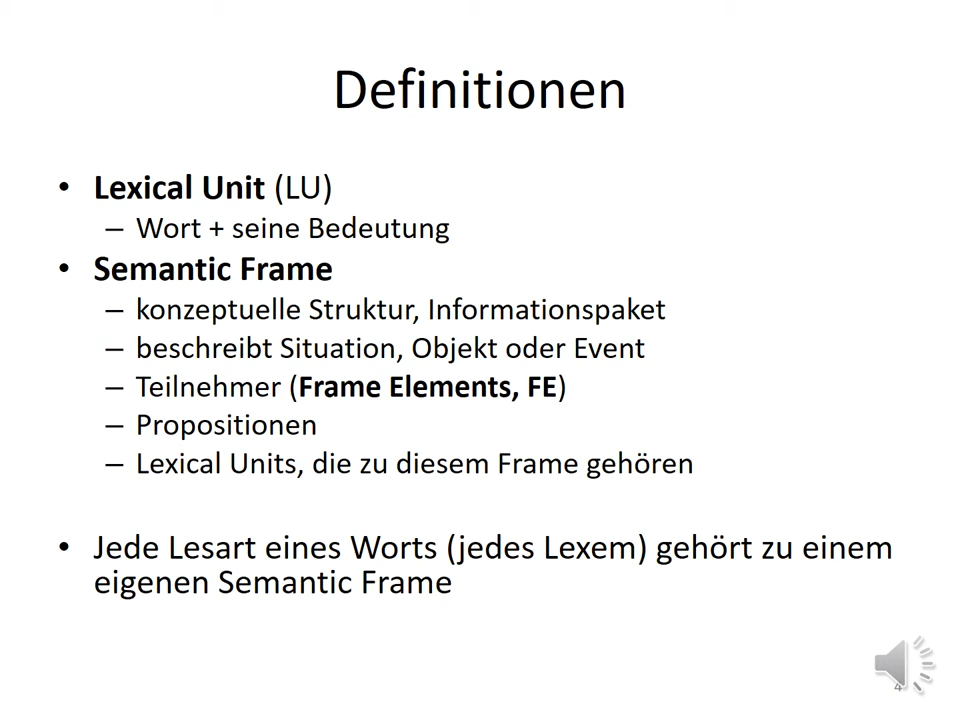 Definitionen
• Lexical Unit (LU)
– Wort + seine Bedeutung
• Semantic Frame
– konzeptuelle Struktur, Informationspaket
– beschreibt Situation, Objekt oder Event
– Teilnehmer (Frame Elements, FE)
– Propositionen
– Lexical Units, die zu diesem Frame gehören
• Jede Lesart eines Worts (jedes Lexem) gehört zu einem
eigenen Semantic Frame
4